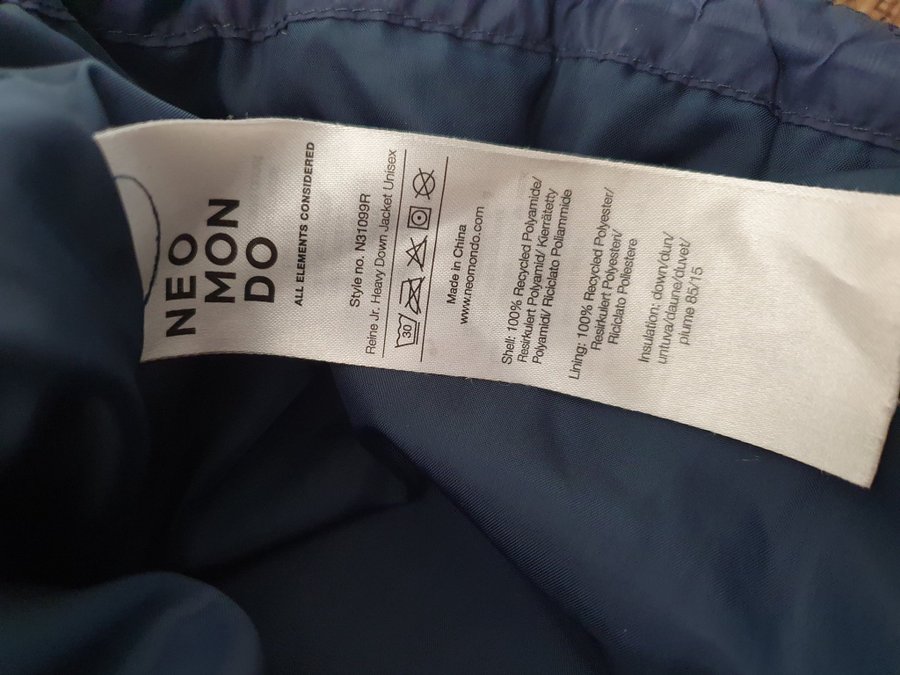 NEO
MON
DO
ALL ELEMENTS CONSIDERED
Style no. N31099R
Reine Jr. Heavy Down Jacket Unisex
30
Made in China
www.neomondo.com
Shell: 100% Recycled Polyamide/
Resirkulert Polyamid/ Kierrätetty
Polyamidi/ Riciclato Poliammide
Lining: 100% Recycled Polyester/
Resirkulert Polyesteri/
Riciclato Poliestere
Insulation: down/dun/
untuva/daune/duvet/
piume 85/15